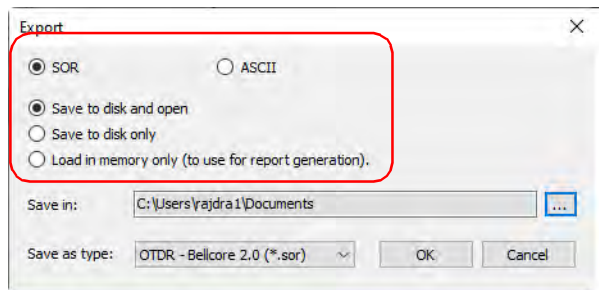 Export
SOR ASCII
Save to disk and open
Save to disk only
Load in memory only (to use for report generation).
Save in: C:\Users\rajdra1\Documents ...
Save as type: OTDR - Bellcore 2.0 (*.sor) OK Cancel